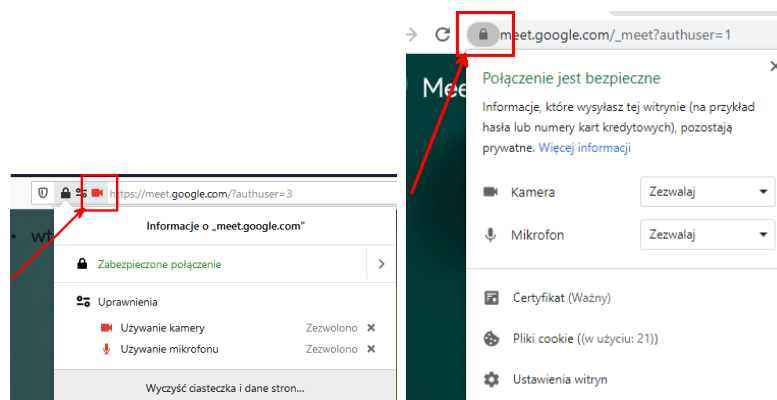 https://meet.google.com/?authuser=3
wt
Informacje o „meet.google.com”
Zabezpieczone połączenie
Uprawnienia
Używanie kamery Zezwolono
Używanie mikrofonu Zezwolono
Wyczyść ciasteczka i dane stron...
meet.google.com/_meet?authuser=1
Mee
Połączenie jest bezpieczne
Informacje, które wysyłasz tej witrynie (na przykład
hasła lub numery kart kredytowych), pozostają
prywatne. Więcej informacji
Kamera Zezwalaj
Mikrofon Zezwalaj
Certyfikat (Ważny)
Pliki cookie ((w użyciu: 21))
Ustawienia witryn